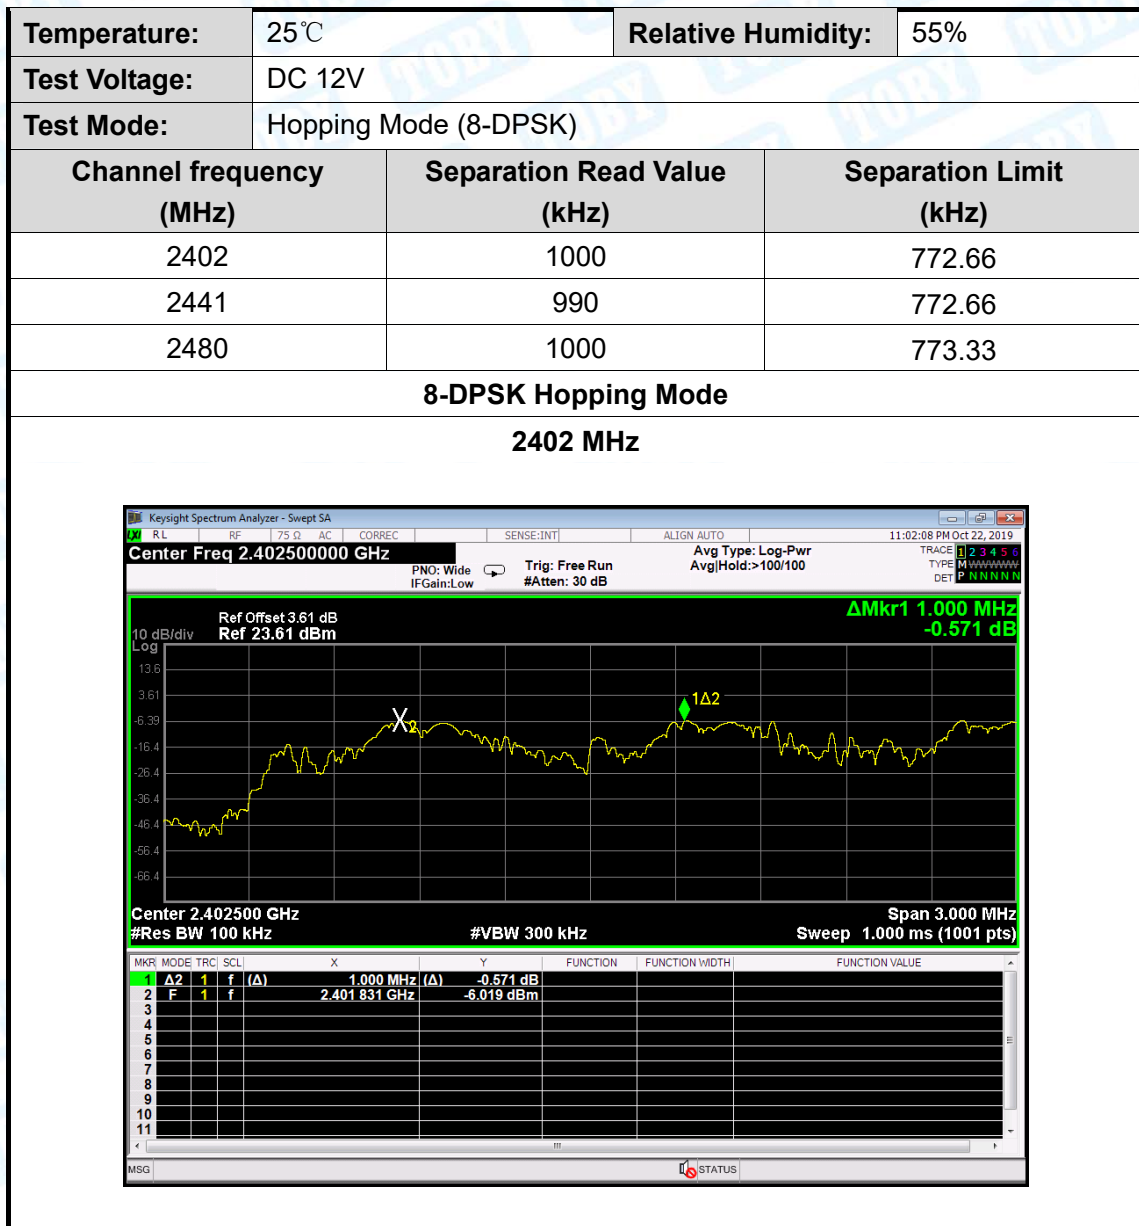 Temperature: 25℃ Relative Humidity: 55%
Test Voltage: DC 12V
Test Mode: Hopping Mode (8-DPSK)
Channel frequency (MHz) Separation Read Value (kHz) Separation Limit (kHz)
2402 1000 772.66
2441 990 772.66
2480 1000 773.33
8-DPSK Hopping Mode
2402 MHz
Keysight Spectrum Analyzer - Swept SA
LXI RL RF 75 Ω AC CORREC SENSE:INT ALIGN AUTO 11:02:08 PM Oct 22, 2019
Center Freq 2.402500000 GHz Avg Type: Log-Pwr TRACE 1 2 3 4 5 6
PNO: Wide Trig: Free Run Avg|Hold:>100/100 TYPE M WWWWW
IFGain:Low #Atten: 30 dB DET P N N N N N
ΔMkr1 1.000 MHz
Ref Offset 3.61 dB
10 dB/div Ref 23.61 dBm -0.571 dB
Log
13.6
3.61
-6.39
-16.4
-26.4
-36.4
-46.4
-56.4
-66.4
X2
1Δ2
Center 2.402500 GHz Span 3.000 MHz
#Res BW 100 kHz #VBW 300 kHz Sweep 1.000 ms (1001 pts)
MKR MODE TRC SCL X Y FUNCTION FUNCTION WIDTH FUNCTION VALUE
1 Δ2 1 f (Δ) 1.000 MHz (Δ) -0.571 dB
2 F 1 f 2.401 831 GHz -6.019 dBm
3
4
5
6
7
8
9
10
11
MSG STATUS
TOBY